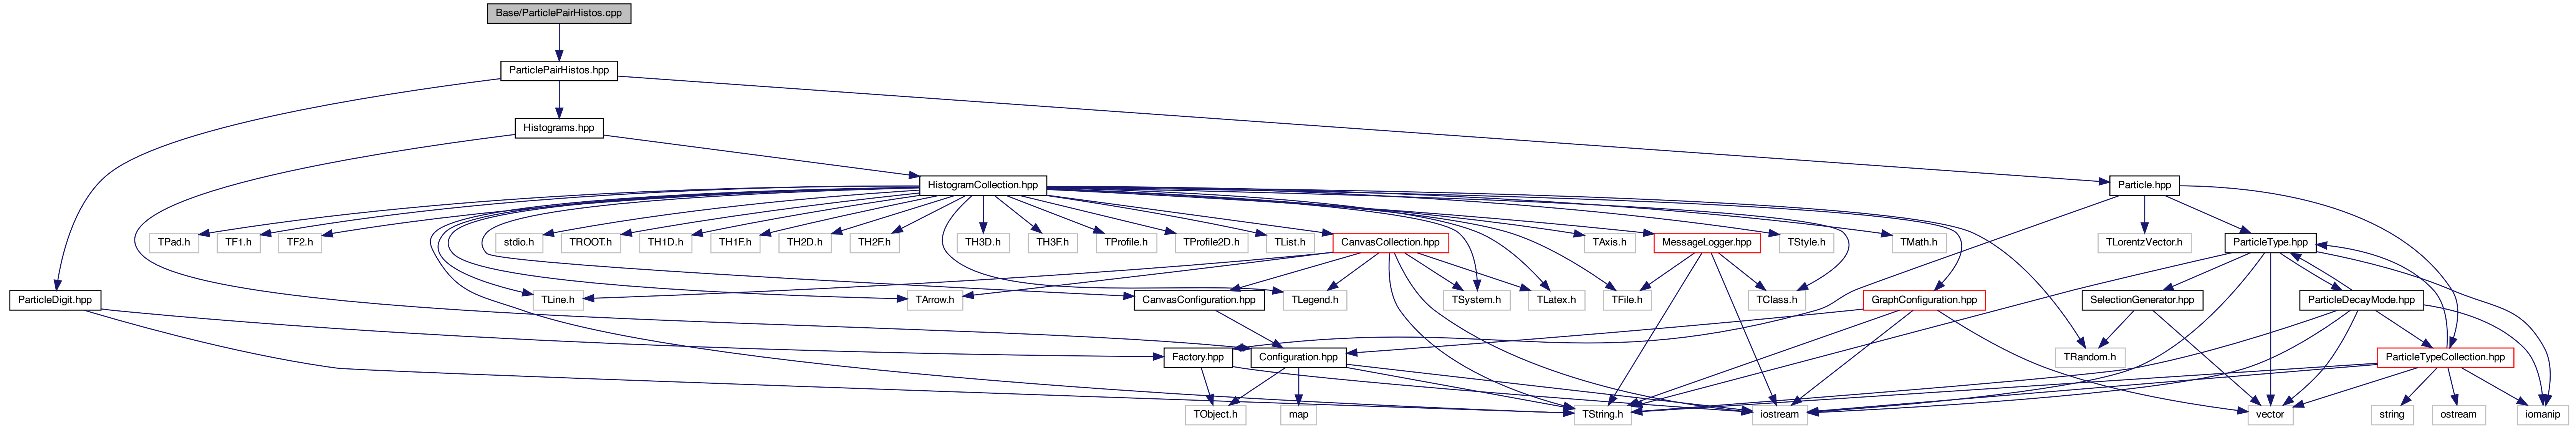 Base/ParticlePairHistos.cpp
ParticlePairHistos.hpp
Histograms.hpp
HistogramCollection.hpp
Particle.hpp
TPad.h
TF1.h
TF2.h
stdio.h
TROOT.h
TH1D.h
TH1F.h
TH2D.h
TH2F.h
TH3D.h
TH3F.h
TProfile.h
TProfile2D.h
TList.h
CanvasCollection.hpp
TAxis.h
MessageLogger.hpp
TStyle.h
TMath.h
TLorentzVector.h
ParticleType.hpp
ParticleDigit.hpp
TLine.h
TArrow.h
CanvasConfiguration.hpp
TLegend.h
TSystem.h
TLatex.h
TFile.h
TClass.h
GraphConfiguration.hpp
SelectionGenerator.hpp
ParticleDecayMode.hpp
Factory.hpp
Configuration.hpp
TRandom.h
ParticleTypeCollection.hpp
TObject.h
map
TString.h
iostream
vector
string
ostream
iomanip